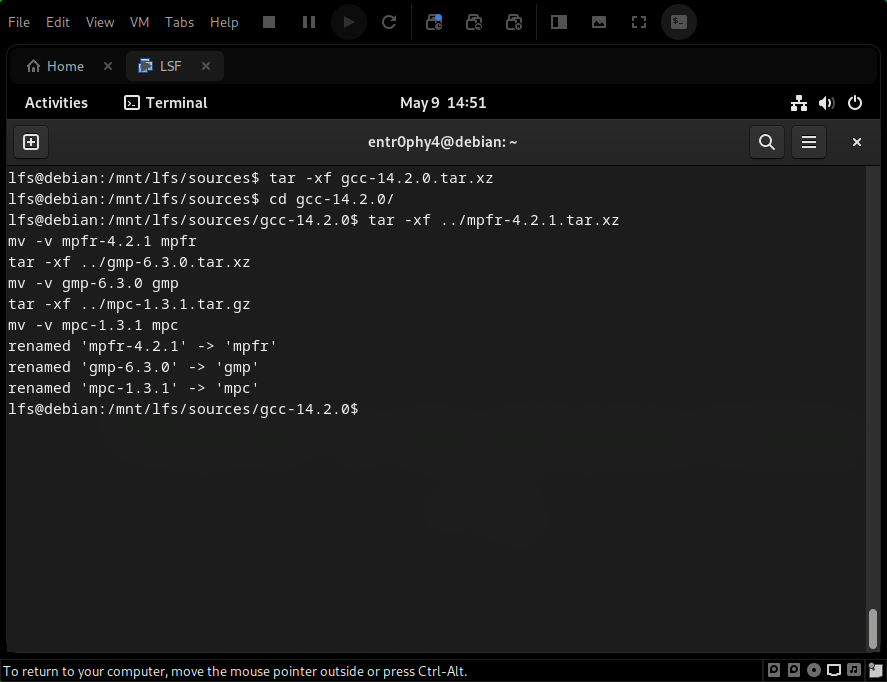 File Edit View VM Tabs Help
Home LSF
Activities Terminal May 9 14:51
entr0phy4@debian: ~
lfs@debian:/mnt/lfs/sources$ tar -xf gcc-14.2.0.tar.xz
lfs@debian:/mnt/lfs/sources$ cd gcc-14.2.0/
lfs@debian:/mnt/lfs/sources/gcc-14.2.0$ tar -xf ../mpfr-4.2.1.tar.xz
mv -v mpfr-4.2.1 mpfr
tar -xf ../gmp-6.3.0.tar.xz
mv -v gmp-6.3.0 gmp
tar -xf ../mpc-1.3.1.tar.gz
mv -v mpc-1.3.1 mpc
renamed 'mpfr-4.2.1' -> 'mpfr'
renamed 'gmp-6.3.0' -> 'gmp'
renamed 'mpc-1.3.1' -> 'mpc'
lfs@debian:/mnt/lfs/sources/gcc-14.2.0$
To return to your computer, move the mouse pointer outside or press Ctrl-Alt.